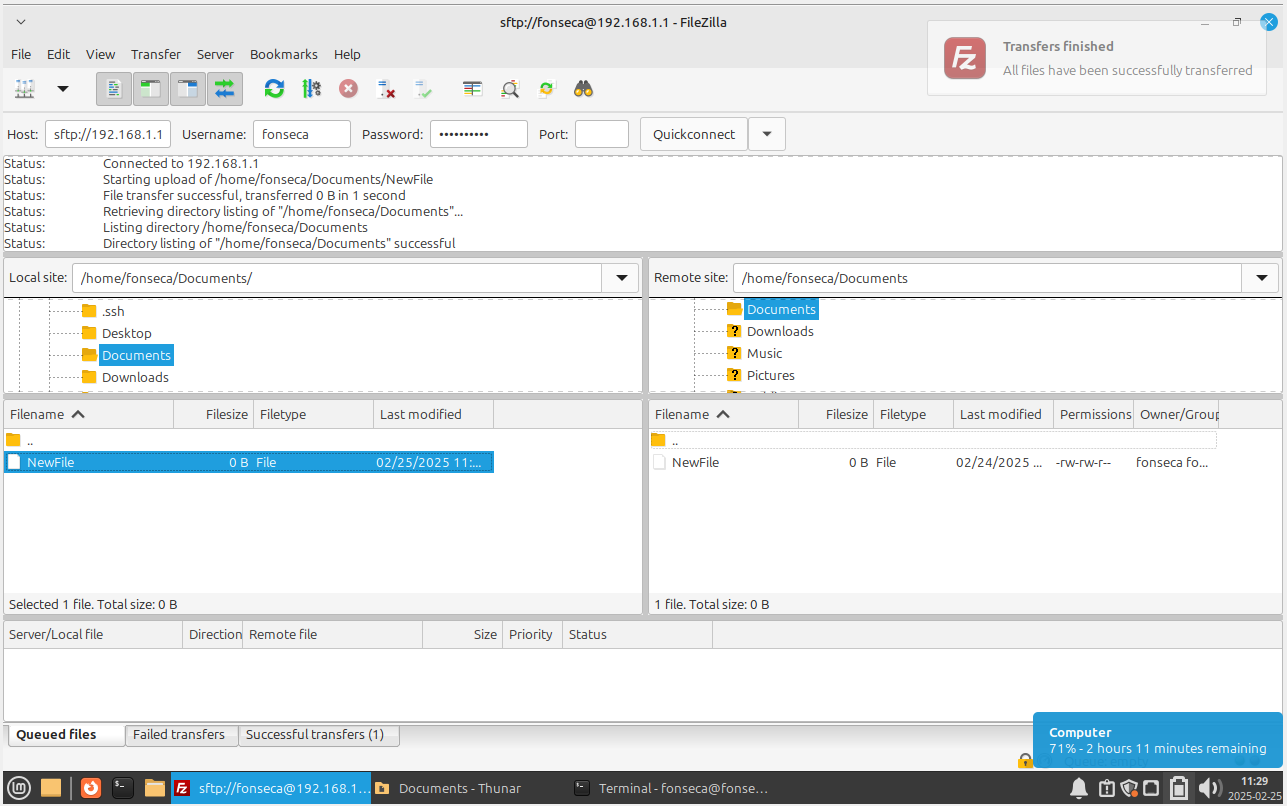 sftp://fonseca@192.168.1.1 - FileZilla
File Edit View Transfer Server Bookmarks Help
Transfers finished
All files have been successfully transferred
Host: sftp://192.168.1.1 Username: fonseca Password: •••••••••• Port: Quickconnect
Status: Connected to 192.168.1.1
Status: Starting upload of /home/fonseca/Documents/NewFile
Status: File transfer successful, transferred 0 B in 1 second
Status: Retrieving directory listing of "/home/fonseca/Documents"...
Status: Listing directory /home/fonseca/Documents
Status: Directory listing of "/home/fonseca/Documents" successful
Local site: /home/fonseca/Documents/
.ssh
Desktop
Documents
Downloads
Filename Filesize Filetype Last modified
..
NewFile 0 B File 02/25/2025 11:...
Selected 1 file. Total size: 0 B
Remote site: /home/fonseca/Documents
Documents
Downloads
Music
Pictures
Filename Filesize Filetype Last modified Permissions Owner/Group
..
NewFile 0 B File 02/24/2025 ... -rw-rw-r-- fonseca fo...
1 file. Total size: 0 B
Server/Local file Direction Remote file Size Priority Status
Queued files Failed transfers Successful transfers (1)
Computer
71% - 2 hours 11 minutes remaining
Queue: empty
sftp://fonseca@192.168.1.... Documents - Thunar Terminal - fonseca@fonse...
11:29
2025-02-25